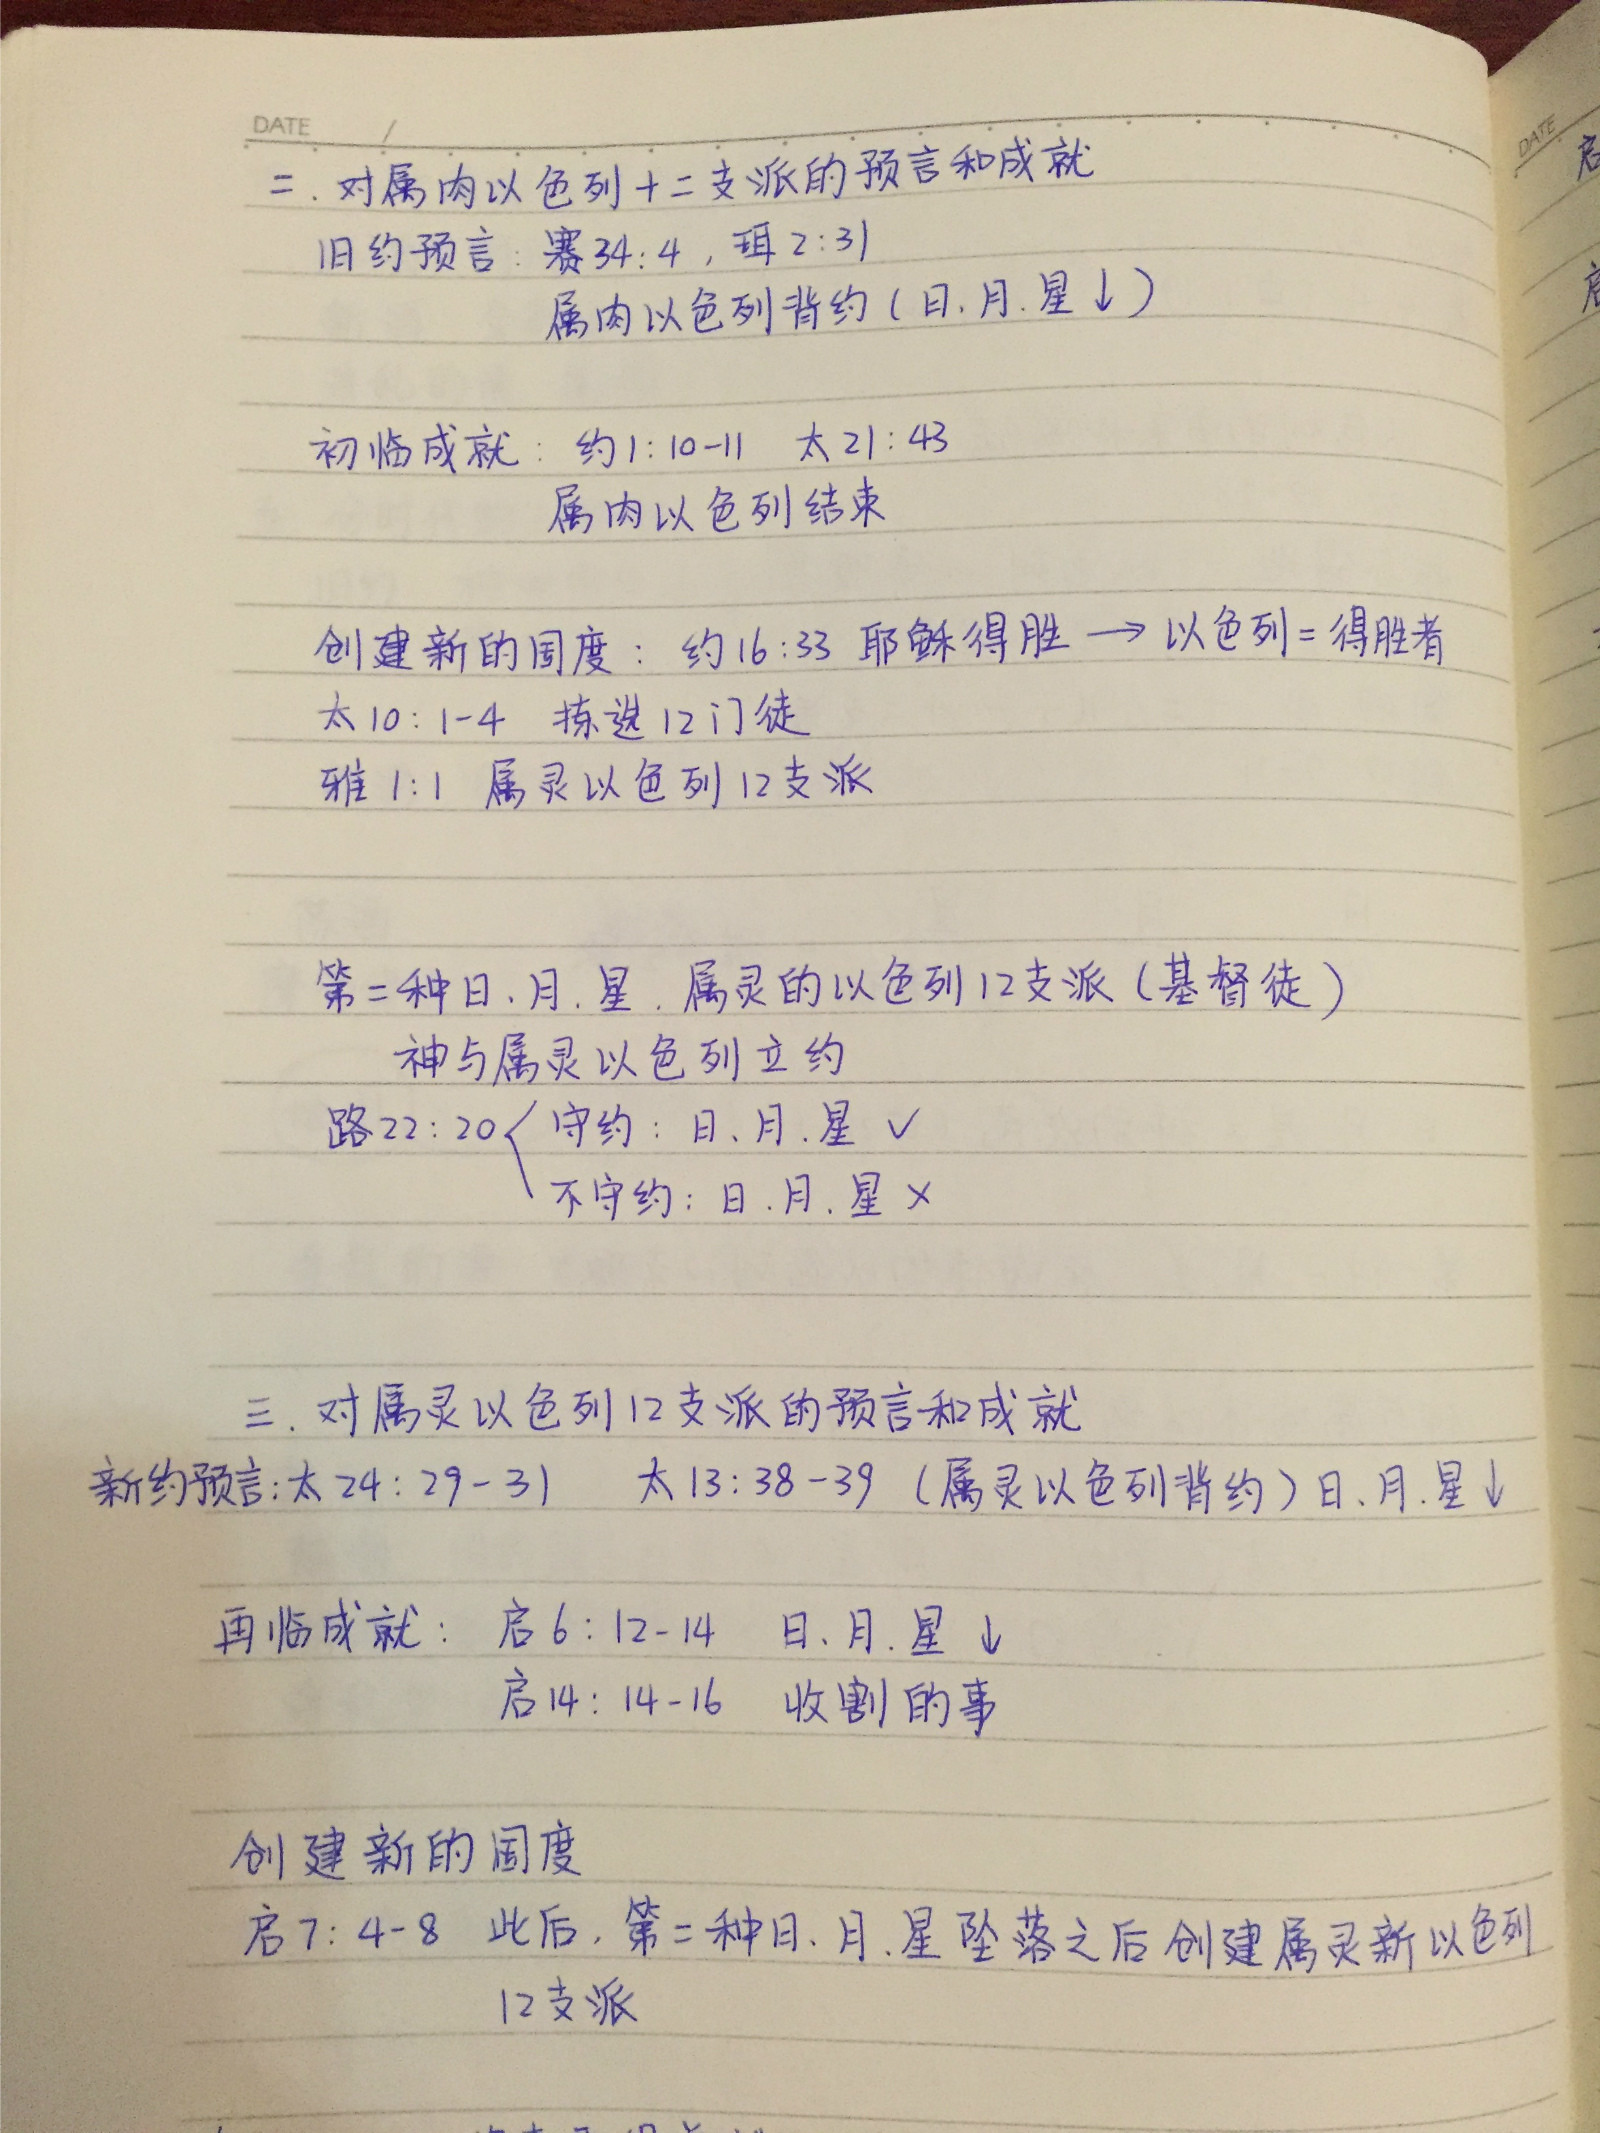 DATE /
二.对属肉以色列十二支派的预言和成就
旧约预言:赛34:4,珥2:31
属肉以色列背约(日、月.星↓)
初临成就:约1:10-11 太21:43
属肉以色列结束
创建新的国度:约16:33 耶稣得胜→以色列=得胜者
太10:1-4 拣选12门徒
雅1:1 属灵以色列12支派
第二种日、月.星.属灵的以色列12支派(基督徒)
神与属灵以色列立约
路22:20 守约:日、月.星✓
不守约:日.月.星×
三.对属灵以色列12支派的预言和成就
新约预言:太24:29-31 太13:38-39(属灵以色列背约)日、月.星↓
再临成就:启6:12-14 日、月.星↓
启14:14-16 收割的事
创建新的国度
启7:4-8 此后,第二种日、月、星坠落之后创建属灵新以色列
12支派
DATE
启
启